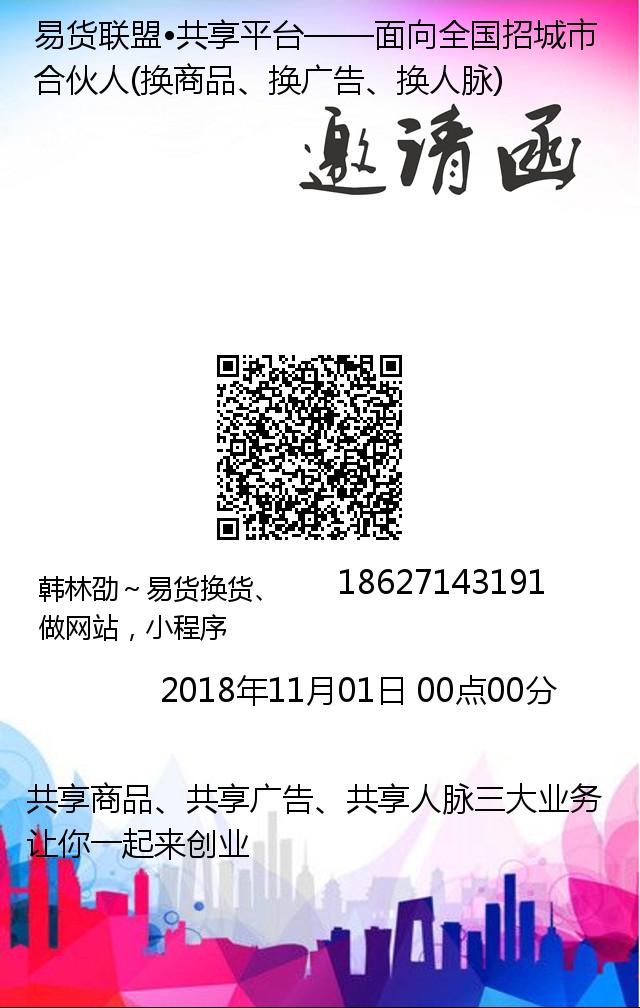 易货联盟•共享平台——面向全国招城市
合伙人(换商品、换广告、换人脉)
邀请函
韩林劭～易货换货、
做网站，小程序
18627143191
2018年11月01日 00点00分
共享商品、共享广告、共享人脉三大业务
让你一起来创业